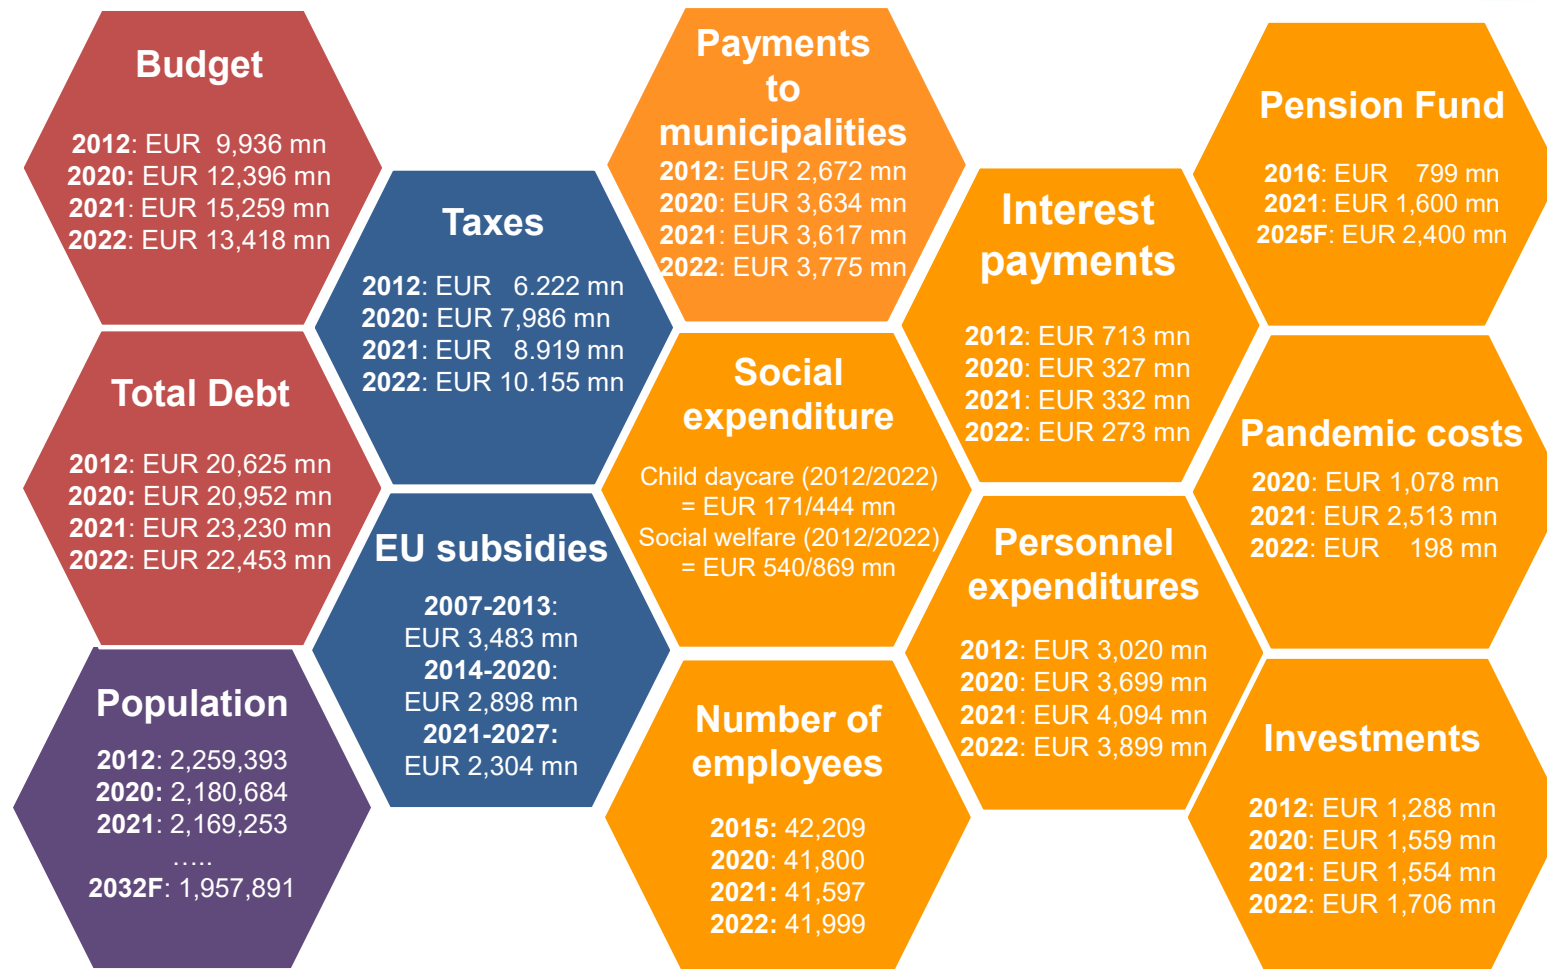 Budget
2012: EUR 9,936 mn
2020: EUR 12,396 mn
2021: EUR 15,259 mn
2022: EUR 13,418 mn
Total Debt
2012: EUR 20,625 mn
2020: EUR 20,952 mn
2021: EUR 23,230 mn
2022: EUR 22,453 mn
Population
2012: 2,259,393
2020: 2,180,684
2021: 2,169,253
…..
2032F: 1,957,891
Taxes
2012: EUR 6.222 mn
2020: EUR 7,986 mn
2021: EUR 8.919 mn
2022: EUR 10.155 mn
EU subsidies
2007-2013:
EUR 3,483 mn
2014-2020:
EUR 2,898 mn
2021-2027:
EUR 2,304 mn
Payments
to
municipalities
2012: EUR 2,672 mn
2020: EUR 3,634 mn
2021: EUR 3,617 mn
2022: EUR 3,775 mn
Social
expenditure
Child daycare (2012/2022)
= EUR 171/444 mn
Social welfare (2012/2022)
= EUR 540/869 mn
Number of
employees
2015: 42,209
2020: 41,800
2021: 41,597
2022: 41,999
Interest
payments
2012: EUR 713 mn
2020: EUR 327 mn
2021: EUR 332 mn
2022: EUR 273 mn
Personnel
expenditures
2012: EUR 3,020 mn
2020: EUR 3,699 mn
2021: EUR 4,094 mn
2022: EUR 3,899 mn
Pension Fund
2016: EUR 799 mn
2021: EUR 1,600 mn
2025F: EUR 2,400 mn
Pandemic costs
2020: EUR 1,078 mn
2021: EUR 2,513 mn
2022: EUR 198 mn
Investments
2012: EUR 1,288 mn
2020: EUR 1,559 mn
2021: EUR 1,554 mn
2022: EUR 1,706 mn